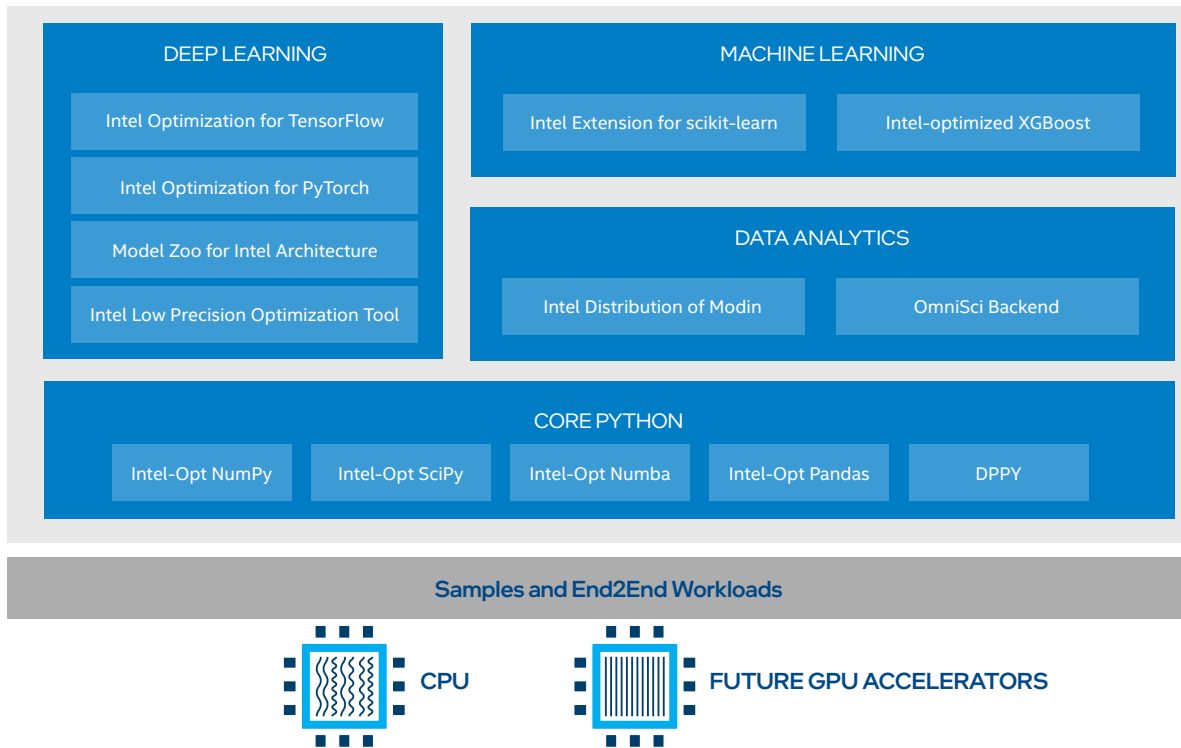 DEEP LEARNING
Intel Optimization for TensorFlow
Intel Optimization for PyTorch
Model Zoo for Intel Architecture
Intel Low Precision Optimization Tool
MACHINE LEARNING
Intel Extension for scikit-learn
Intel-optimized XGBoost
DATA ANALYTICS
Intel Distribution of Modin
OmniSci Backend
CORE PYTHON
Intel-Opt NumPy
Intel-Opt SciPy
Intel-Opt Numba
Intel-Opt Pandas
DPPY
Samples and End2End Workloads
CPU
FUTURE GPU ACCELERATORS